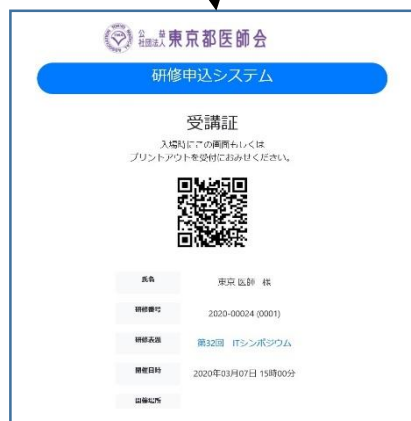 公益社団法人 東京都医師会
研修申込システム
受講証
入場時にこの画面もしくは
プリントアウトを受付におみせください。
氏名 東京 医師 様
研修番号 2020-00024 (0001)
研修表題 第32回 ITシンポジウム
開催日時 2020年03月07日 15時00分
開催場所